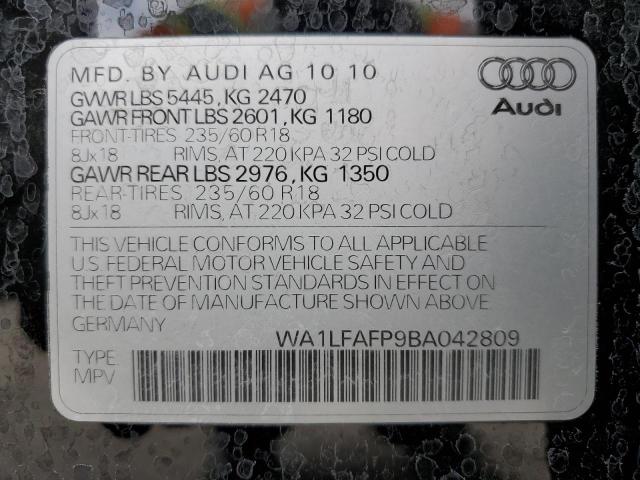 MFD. BY AUDI AG 10 10
GVWR LBS 5445, KG 2470
GAWR FRONT LBS 2601, KG 1180
FRONT-TIRES 235/60 R18
8Jx18 RIMS, AT 220 KPA 32 PSI COLD
GAWR REAR LBS 2976, KG 1350
REAR-TIRES 235/60 R18
8Jx18 RIMS, AT 220 KPA 32 PSI COLD
Audi
THIS VEHICLE CONFORMS TO ALL APPLICABLE
U.S. FEDERAL MOTOR VEHICLE SAFETY AND
THEFT PREVENTION STANDARDS IN EFFECT ON
THE DATE OF MANUFACTURE SHOWN ABOVE
GERMANY
WA1LFAFP9BA042809
TYPE
MPV